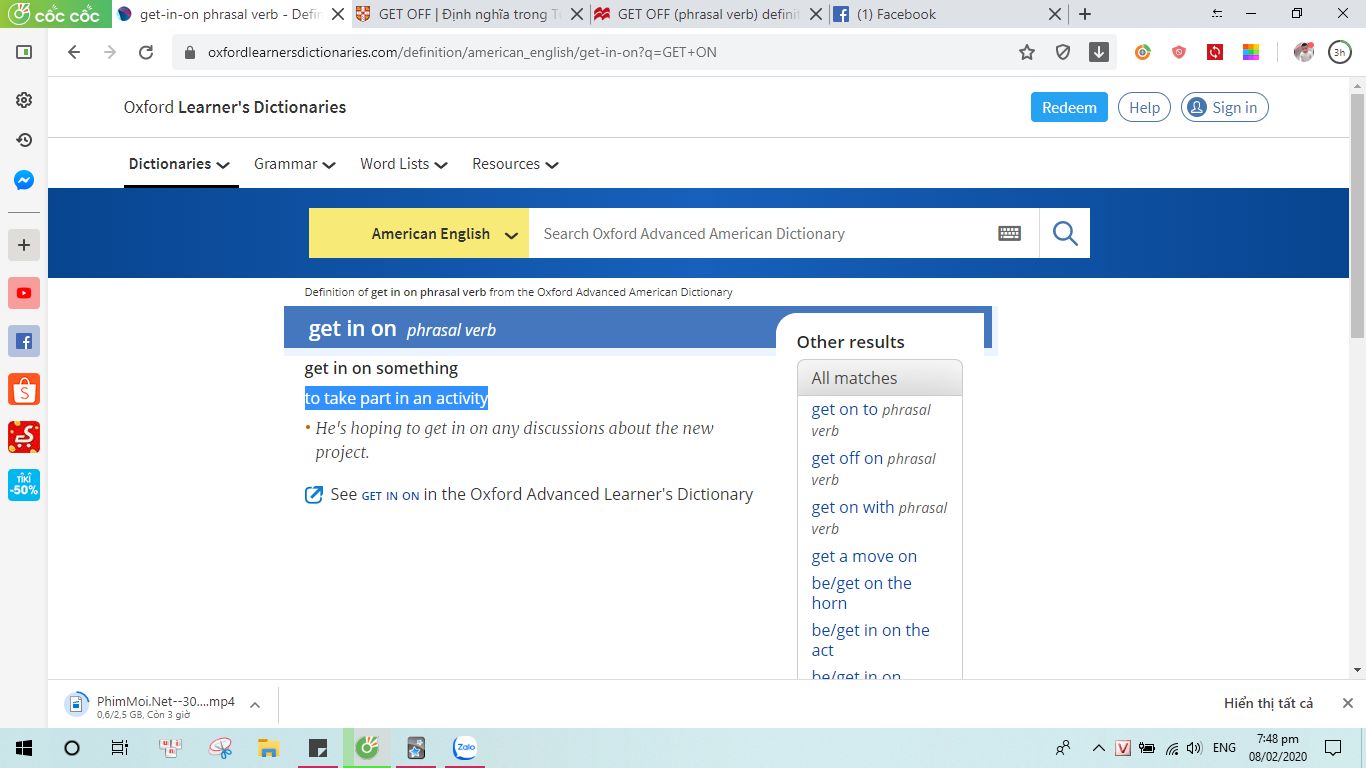 cốc cốc
get-in-on phrasal verb - Defin
GET OFF | Định nghĩa trong Từ
GET OFF (phrasal verb) definit
(1) Facebook
oxfordlearnersdictionaries.com/definition/american_english/get-in-on?q=GET+ON
3h
Oxford Learner's Dictionaries
Redeem
Help
Sign in
Dictionaries
Grammar
Word Lists
Resources
American English
Search Oxford Advanced American Dictionary
Definition of get in on phrasal verb from the Oxford Advanced American Dictionary
get in on phrasal verb
get in on something
to take part in an activity
• He's hoping to get in on any discussions about the new
project.
See GET IN ON in the Oxford Advanced Learner's Dictionary
Other results
All matches
get on to phrasal
verb
get off on phrasal
verb
get on with phrasal
verb
get a move on
be/get on the
horn
be/get in on the
act
be/get in on
TIKI
-50%
PhimMoi.Net--30....mp4
0,6/2,5 GB, Còn 3 giờ
Hiển thị tất cả
Zalo
V
ENG
7:48 pm
08/02/2020